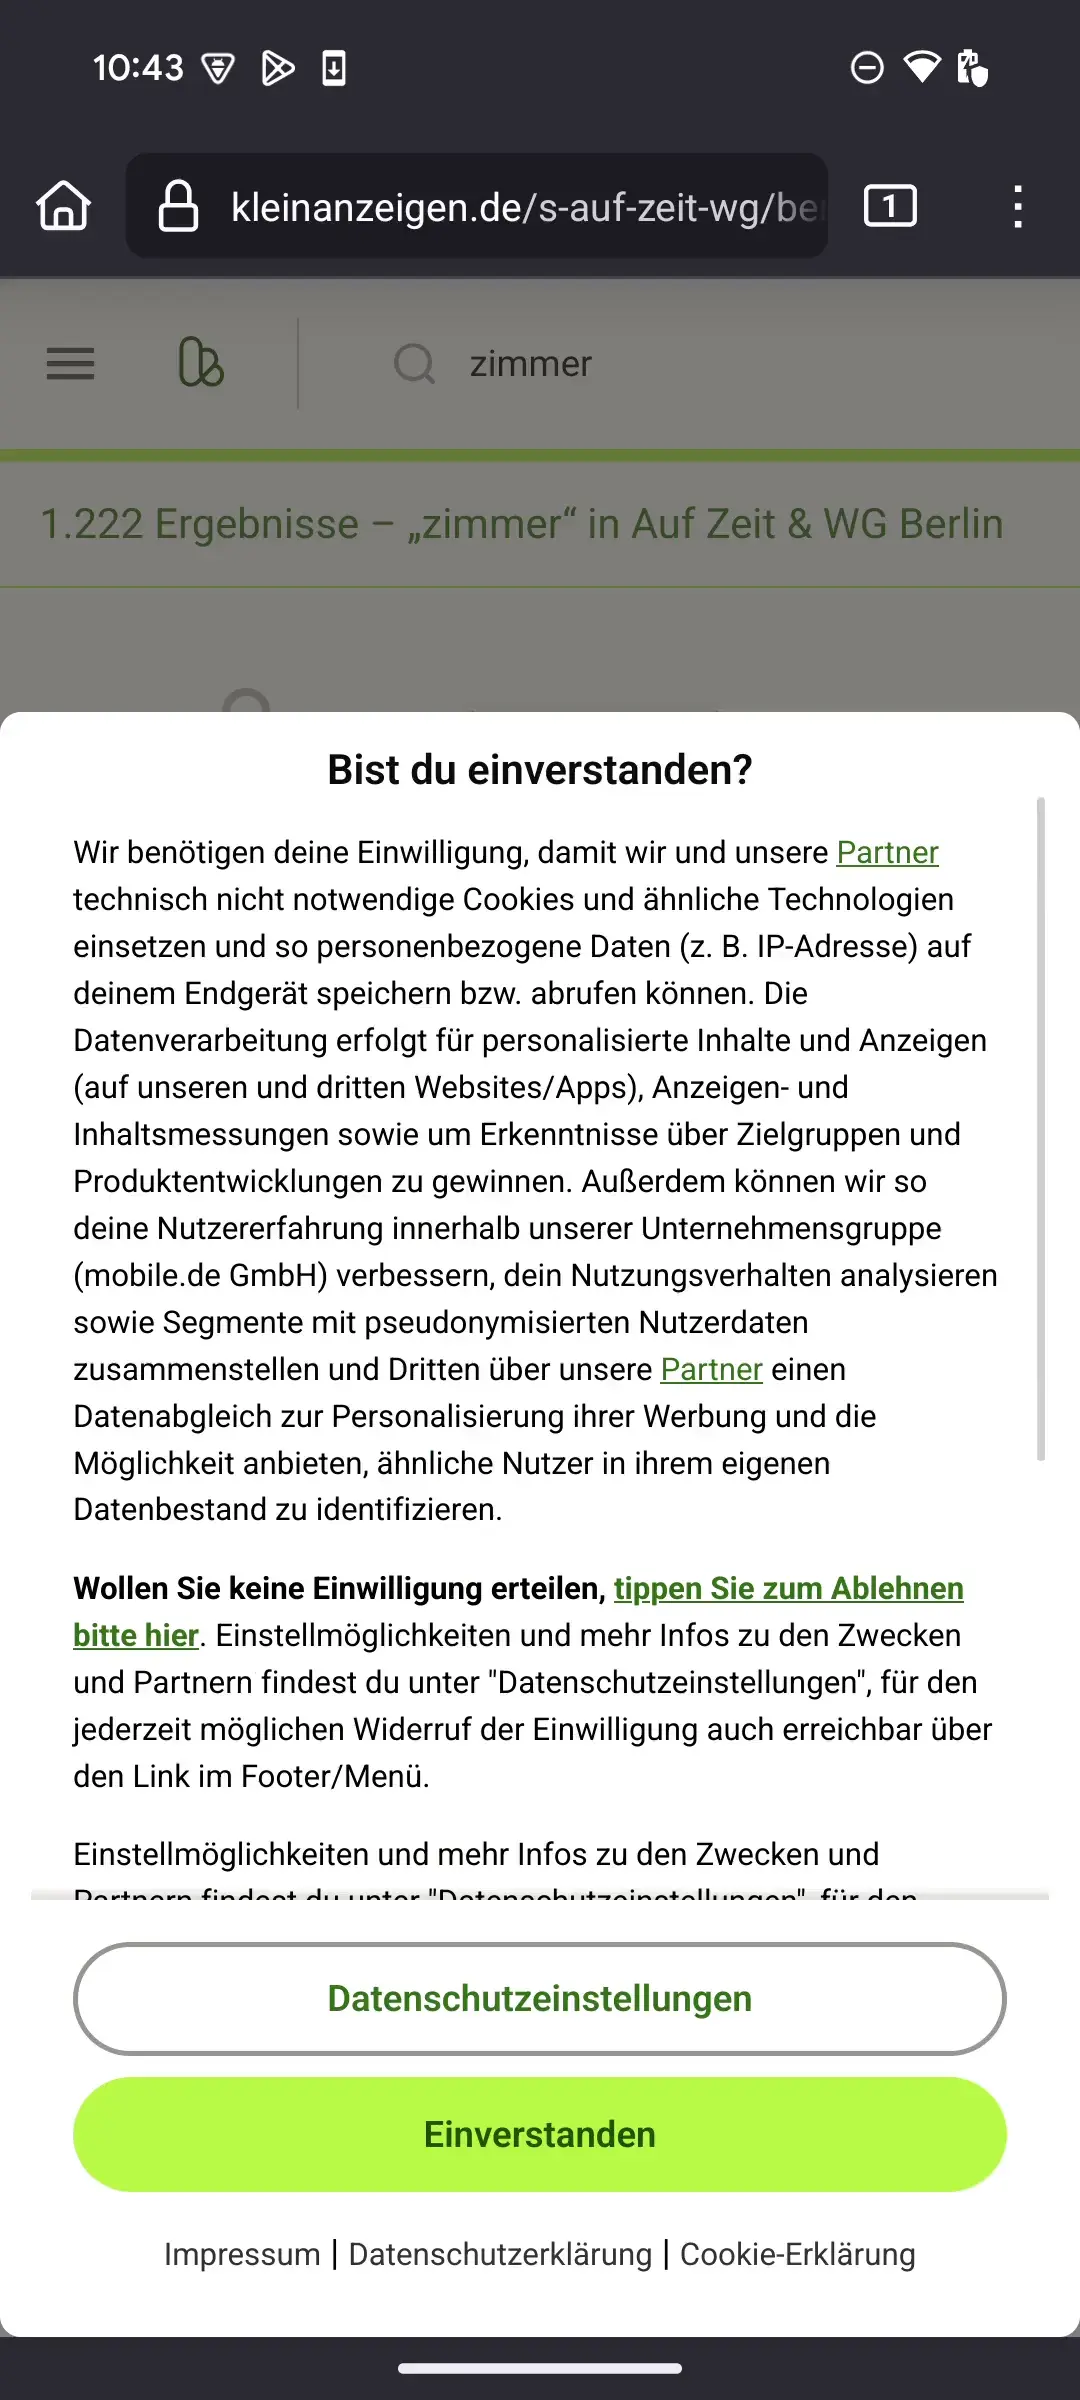 10:43
kleinanzeigen.de/s-auf-zeit-wg/be
1
zimmer
1.222 Ergebnisse – „zimmer“ in Auf Zeit & WG Berlin
Bist du einverstanden?
Wir benötigen deine Einwilligung, damit wir und unsere Partner
technisch nicht notwendige Cookies und ähnliche Technologien
einsetzen und so personenbezogene Daten (z. B. IP-Adresse) auf
deinem Endgerät speichern bzw. abrufen können. Die
Datenverarbeitung erfolgt für personalisierte Inhalte und Anzeigen
(auf unseren und dritten Websites/Apps), Anzeigen- und
Inhaltsmessungen sowie um Erkenntnisse über Zielgruppen und
Produktentwicklungen zu gewinnen. Außerdem können wir so
deine Nutzererfahrung innerhalb unserer Unternehmensgruppe
(mobile.de GmbH) verbessern, dein Nutzungsverhalten analysieren
sowie Segmente mit pseudonymisierten Nutzerdaten
zusammenstellen und Dritten über unsere Partner einen
Datenabgleich zur Personalisierung ihrer Werbung und die
Möglichkeit anbieten, ähnliche Nutzer in ihrem eigenen
Datenbestand zu identifizieren.
Wollen Sie keine Einwilligung erteilen, tippen Sie zum Ablehnen
bitte hier. Einstellmöglichkeiten und mehr Infos zu den Zwecken
und Partnern findest du unter "Datenschutzeinstellungen", für den
jederzeit möglichen Widerruf der Einwilligung auch erreichbar über
den Link im Footer/Menü.
Einstellmöglichkeiten und mehr Infos zu den Zwecken und
Partnern findest du unter "Datenschutzeinstellungen", für den
Datenschutzeinstellungen
Einverstanden
Impressum | Datenschutzerklärung | Cookie-Erklärung